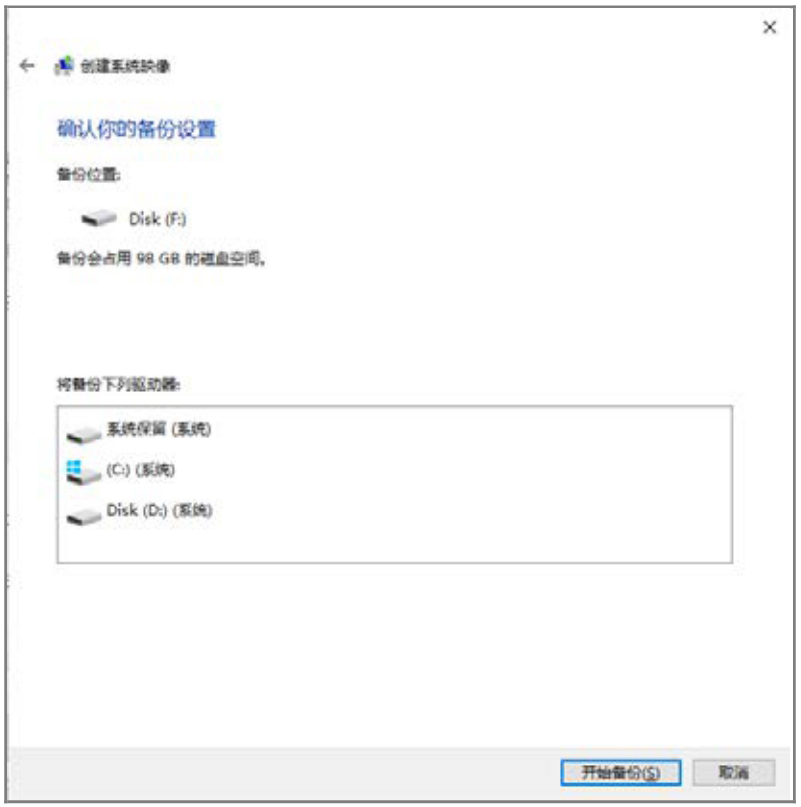 创建系统映像
确认你的备份设置
备份位置:
Disk (F:)
备份会占用 98 GB 的磁盘空间。
将备份下列驱动器:
系统保留 (系统)
(C:) (系统)
Disk (D:) (系统)
开始备份(S) 取消